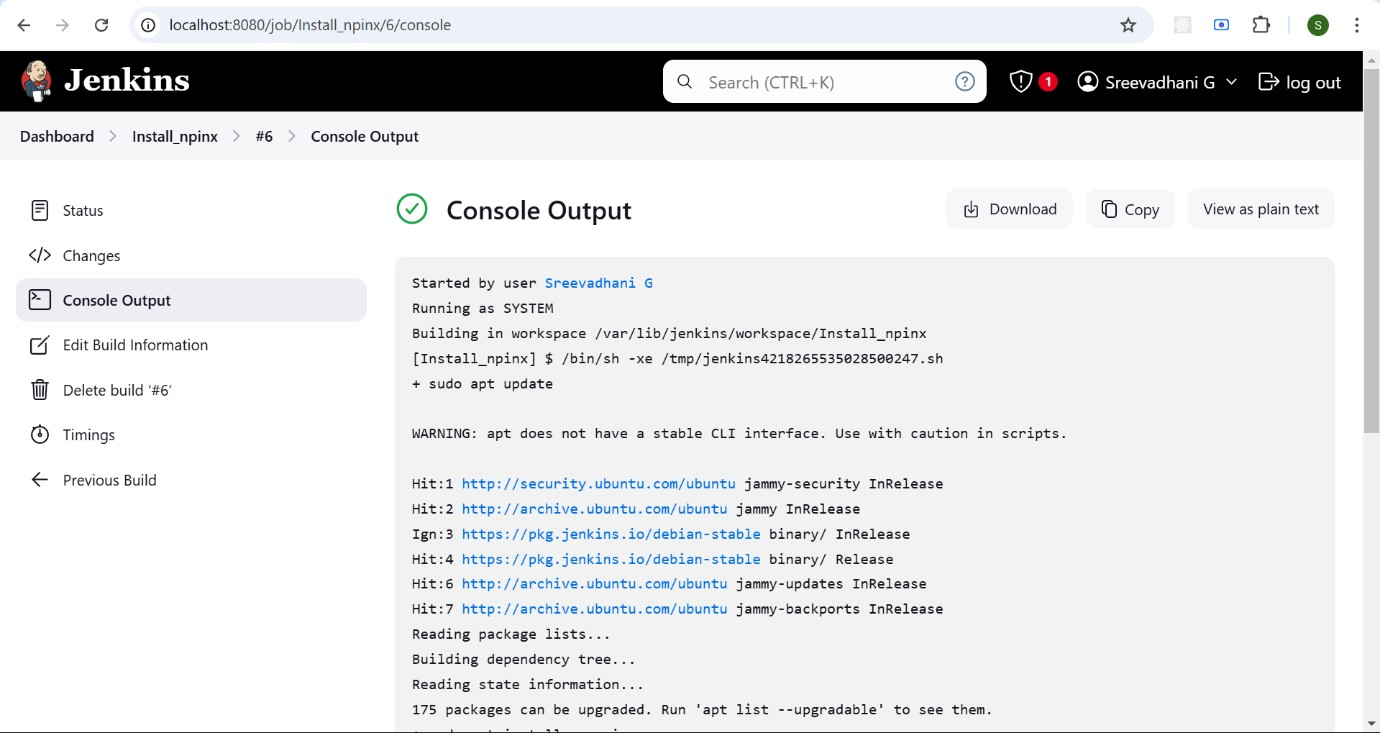 localhost:8080/job/Install_npinx/6/console
S
Jenkins
Search (CTRL+K)
?
1
Sreevadhani G
log out
Dashboard > Install_npinx > #6 > Console Output
Status
Changes
Console Output
Edit Build Information
Delete build '#6'
Timings
Previous Build
Console Output
Download
Copy
View as plain text
Started by user Sreevadhani G
Running as SYSTEM
Building in workspace /var/lib/jenkins/workspace/Install_npinx
[Install_npinx] $ /bin/sh -xe /tmp/jenkins4218265535028500247.sh
+ sudo apt update
WARNING: apt does not have a stable CLI interface. Use with caution in scripts.
Hit:1 http://security.ubuntu.com/ubuntu jammy-security InRelease
Hit:2 http://archive.ubuntu.com/ubuntu jammy InRelease
Ign:3 https://pkg.jenkins.io/debian-stable binary/ InRelease
Hit:4 https://pkg.jenkins.io/debian-stable binary/ Release
Hit:6 http://archive.ubuntu.com/ubuntu jammy-updates InRelease
Hit:7 http://archive.ubuntu.com/ubuntu jammy-backports InRelease
Reading package lists...
Building dependency tree...
Reading state information...
175 packages can be upgraded. Run 'apt list --upgradable' to see them.